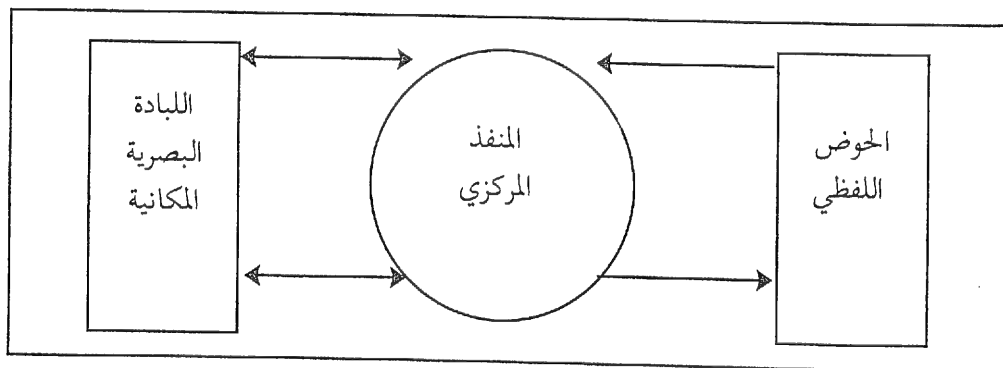 الحوض
اللفظي
المنفذ
المركزي
اللبادة
البصرية
المكانية